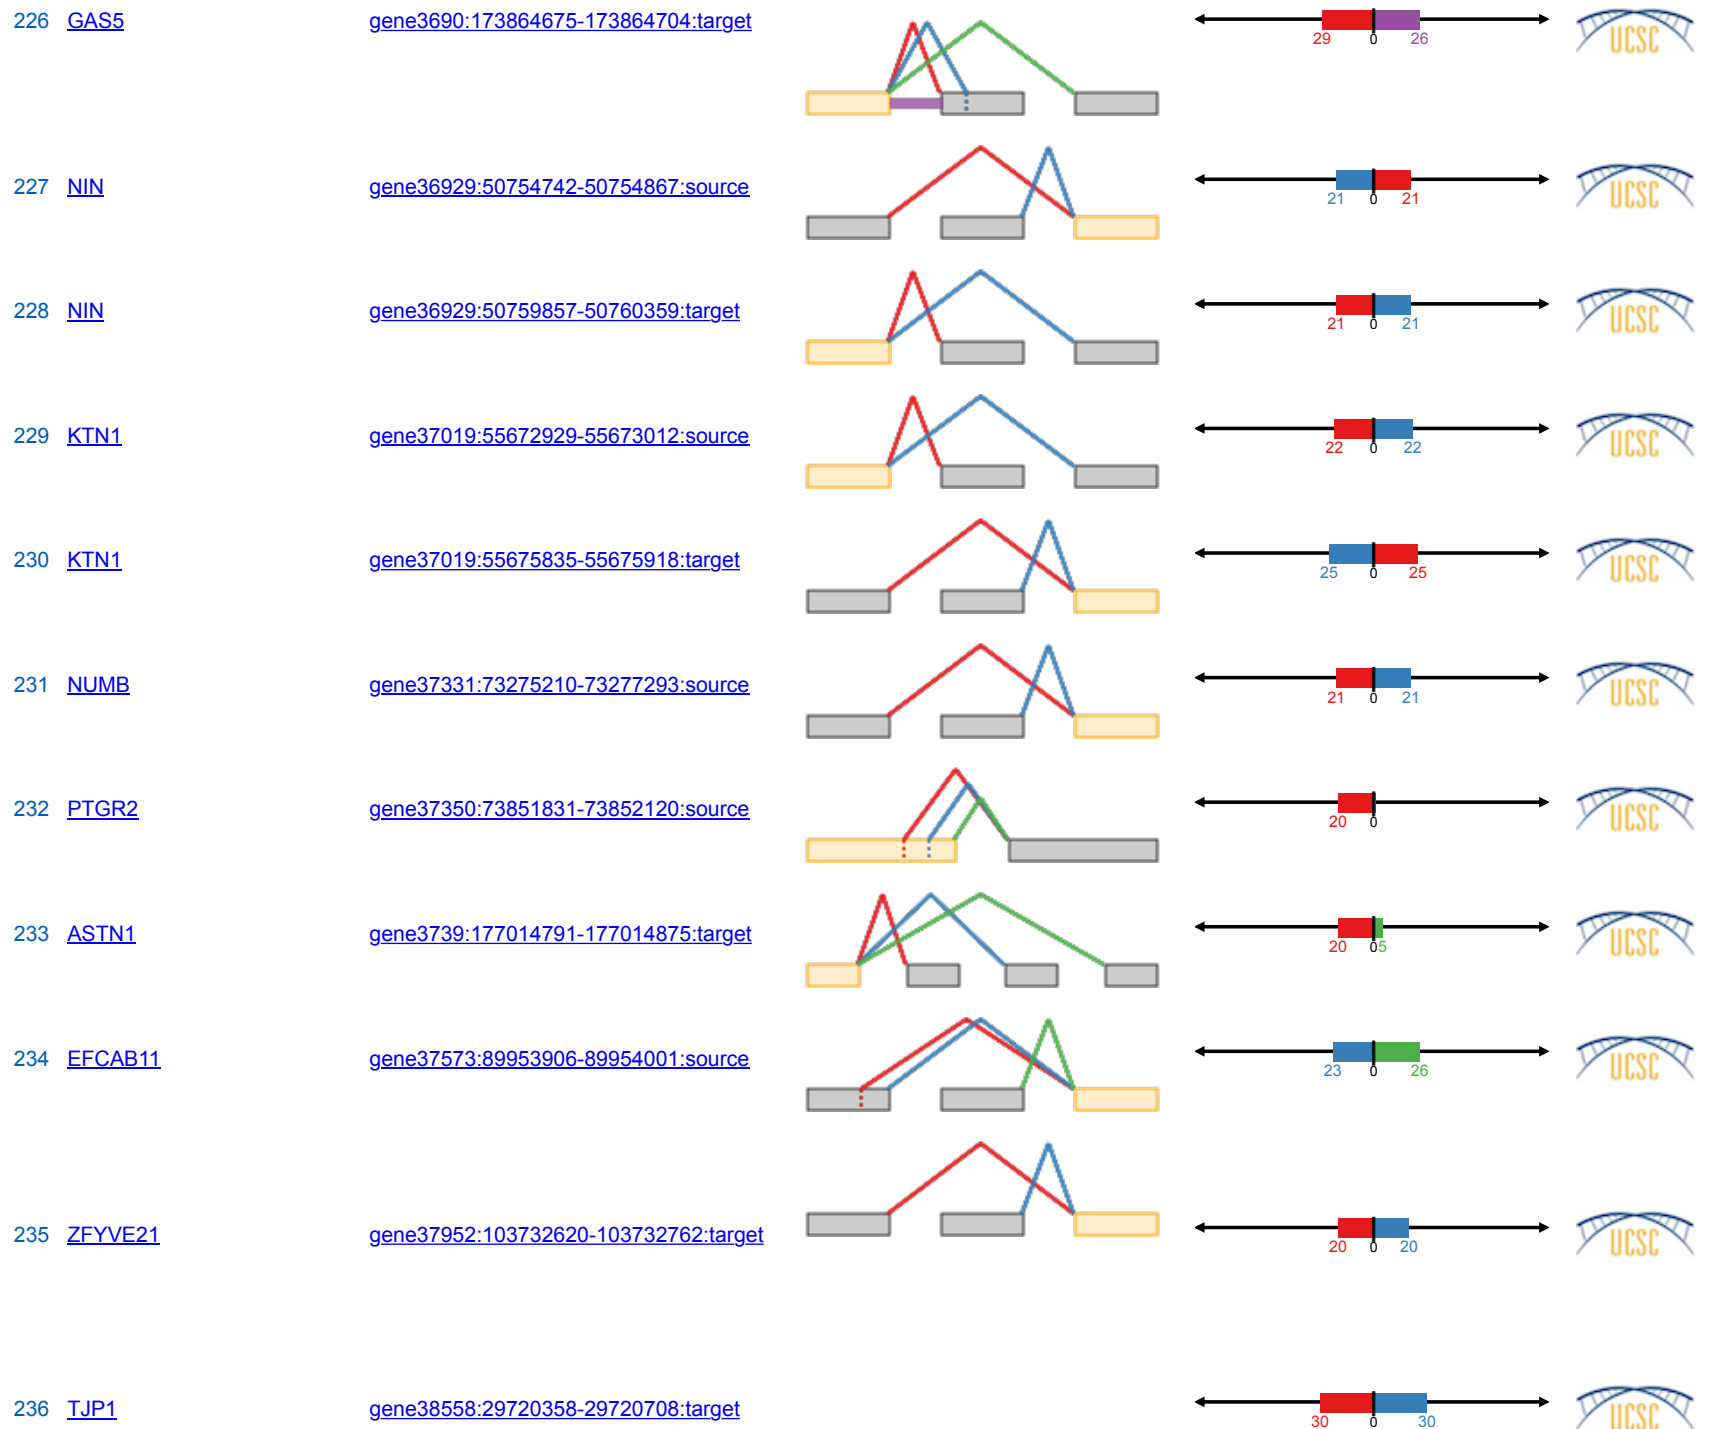 226 GAS5 gene3690:173864675-173864704:target 29 0 26 UCSC
227 NIN gene36929:50754742-50754867:source 21 0 21 UCSC
228 NIN gene36929:50759857-50760359:target 21 0 21 UCSC
229 KTN1 gene37019:55672929-55673012:source 22 0 22 UCSC
230 KTN1 gene37019:55675835-55675918:target 25 0 25 UCSC
231 NUMB gene37331:73275210-73277293:source 21 0 21 UCSC
232 PTGR2 gene37350:73851831-73852120:source 20 0 UCSC
233 ASTN1 gene3739:177014791-177014875:target 20 0 5 UCSC
234 EFCAB11 gene37573:89953906-89954001:source 23 0 26 UCSC
235 ZFYVE21 gene37952:103732620-103732762:target 20 0 20 UCSC
236 TJP1 gene38558:29720358-29720708:target 30 0 30 UCSC